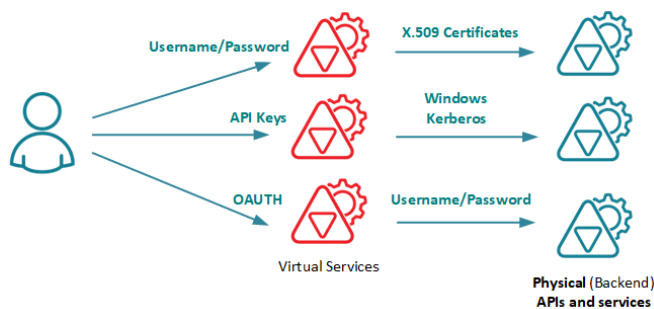 Username/Password
X.509 Certificates
API Keys
Windows
Kerberos
OAUTH
Username/Password
Virtual Services
Physical (Backend)
APIs and services